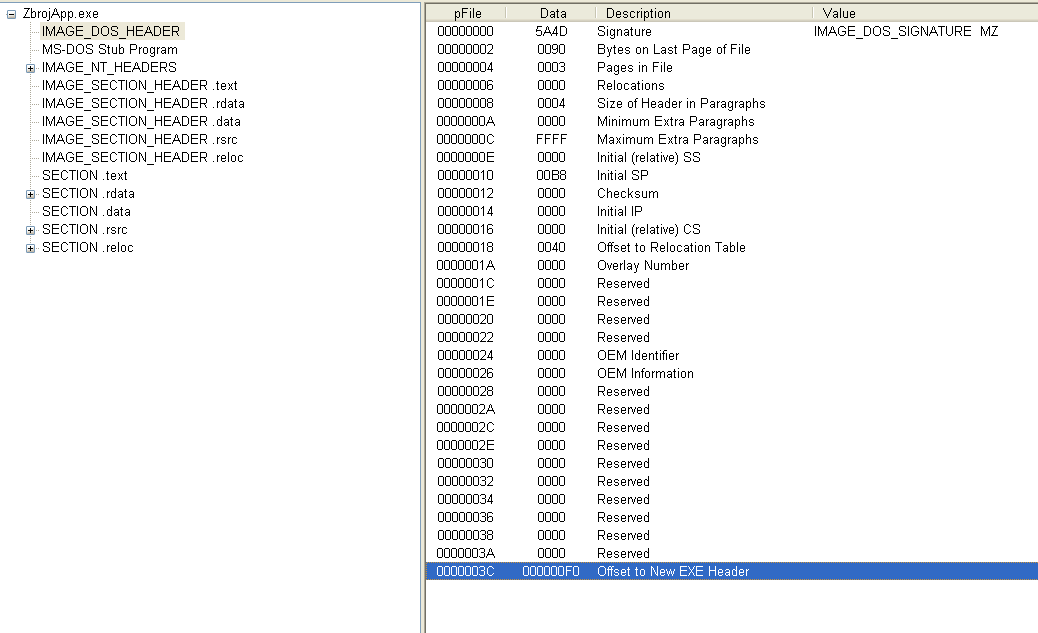 ZbrojApp.exe
IMAGE_DOS_HEADER
MS-DOS Stub Program
IMAGE_NT_HEADERS
IMAGE_SECTION_HEADER .text
IMAGE_SECTION_HEADER .rdata
IMAGE_SECTION_HEADER .data
IMAGE_SECTION_HEADER .rsrc
IMAGE_SECTION_HEADER .reloc
SECTION .text
SECTION .rdata
SECTION .data
SECTION .rsrc
SECTION .reloc
pFile Data Description Value
00000000 5A4D Signature IMAGE_DOS_SIGNATURE MZ
00000002 0090 Bytes on Last Page of File
00000004 0003 Pages in File
00000006 0000 Relocations
00000008 0004 Size of Header in Paragraphs
0000000A 0000 Minimum Extra Paragraphs
0000000C FFFF Maximum Extra Paragraphs
0000000E 0000 Initial (relative) SS
00000010 00B8 Initial SP
00000012 0000 Checksum
00000014 0000 Initial IP
00000016 0000 Initial (relative) CS
00000018 0040 Offset to Relocation Table
0000001A 0000 Overlay Number
0000001C 0000 Reserved
0000001E 0000 Reserved
00000020 0000 Reserved
00000022 0000 Reserved
00000024 0000 OEM Identifier
00000026 0000 OEM Information
00000028 0000 Reserved
0000002A 0000 Reserved
0000002C 0000 Reserved
0000002E 0000 Reserved
00000030 0000 Reserved
00000032 0000 Reserved
00000034 0000 Reserved
00000036 0000 Reserved
00000038 0000 Reserved
0000003A 0000 Reserved
0000003C 000000F0 Offset to New EXE Header